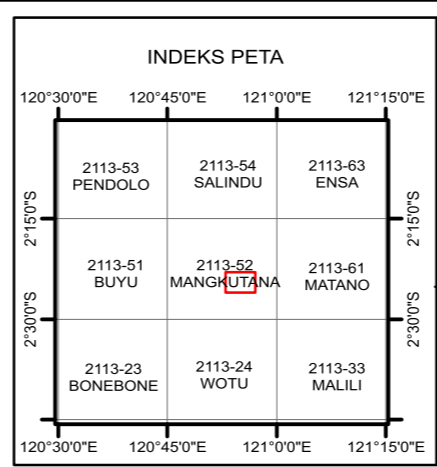 INDEKS PETA
120°30'0"E 120°45'0"E 121°0'0"E 121°15'0"E
2113-53 2113-54 2113-63
PENDOLO SALINDU ENSA
2°15'0"S 2°15'0"S
2113-51 2113-52 2113-61
BUYU MANGKUTANA MATANO
2°30'0"S 2°30'0"S
2113-23 2113-24 2113-33
BONEBONE WOTU MALILI
120°30'0"E 120°45'0"E 121°0'0"E 121°15'0"E